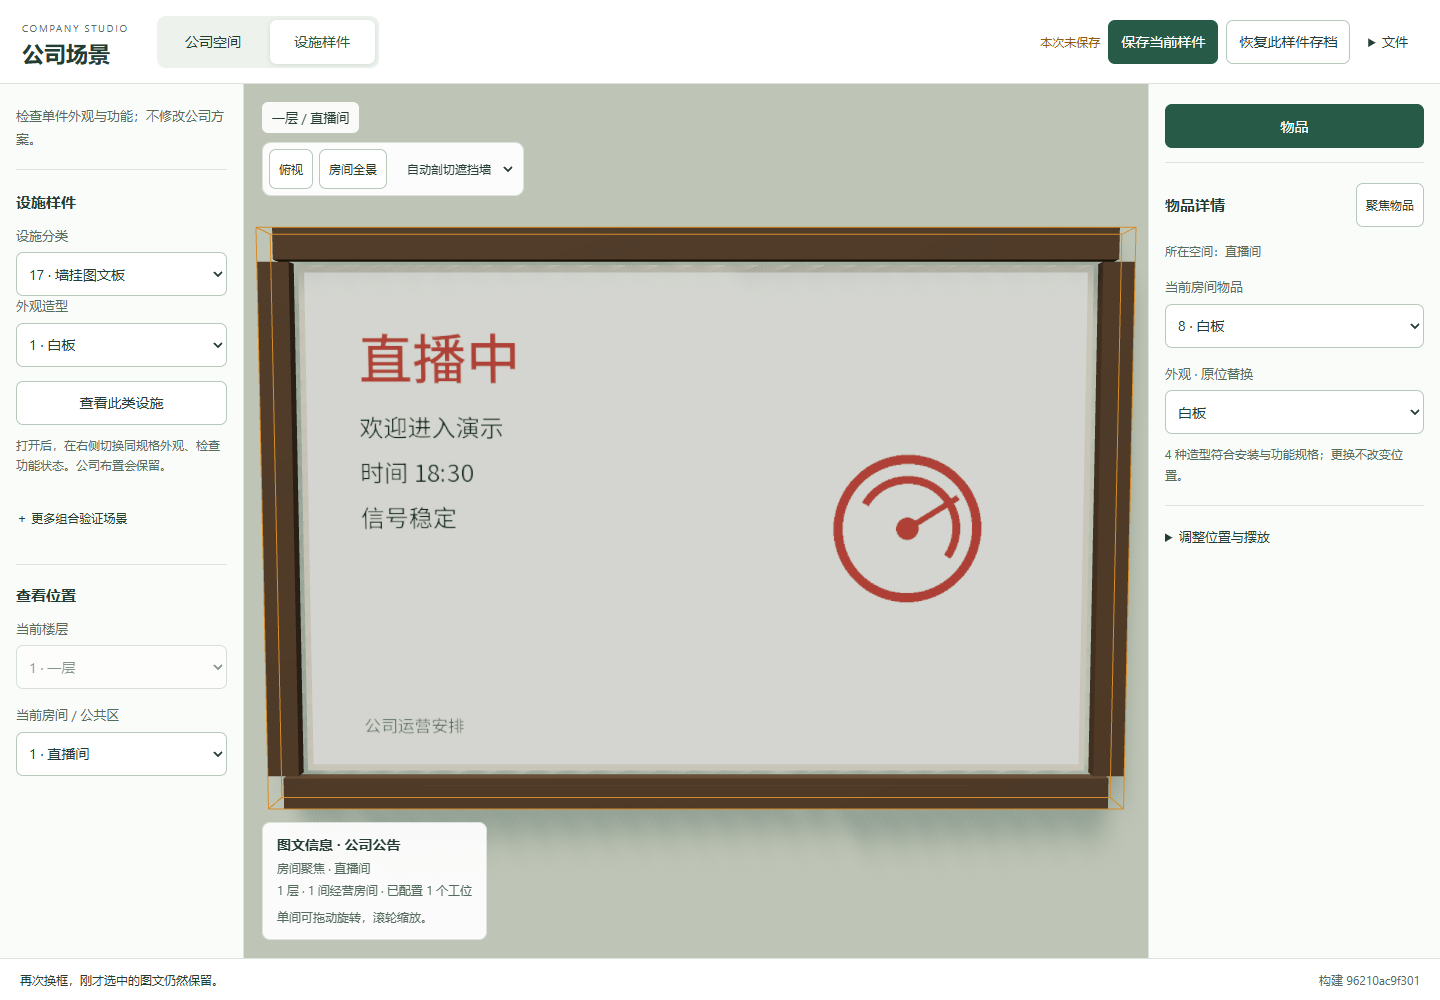 COMPANY STUDIO
公司场景
公司空间
设施样件
本次未保存
保存当前样件
恢复此样件存档
▶ 文件
检查单件外观与功能；不修改公司方案。
设施样件
设施分类
17 · 墙挂图文板
外观造型
1 · 白板
查看此类设施
打开后，在右侧切换同规格外观、检查功能状态。公司布置会保留。
+ 更多组合验证场景
查看位置
当前楼层
1 · 一层
当前房间 / 公共区
1 · 直播间
一层 / 直播间
俯视
房间全景
自动剖切遮挡墙
直播中
欢迎进入演示
时间 18:30
信号稳定
公司运营安排
图文信息 · 公司公告
房间聚焦 · 直播间
1 层 · 1 间经营房间 · 已配置 1 个工位
单间可拖动旋转，滚轮缩放。
物品
物品详情
聚焦物品
所在空间：直播间
当前房间物品
8 · 白板
外观 · 原位替换
白板
4 种造型符合安装与功能规格；更换不改变位置。
▶ 调整位置与摆放
再次换框，刚才选中的图文仍然保留。
构建 96210ac9f301